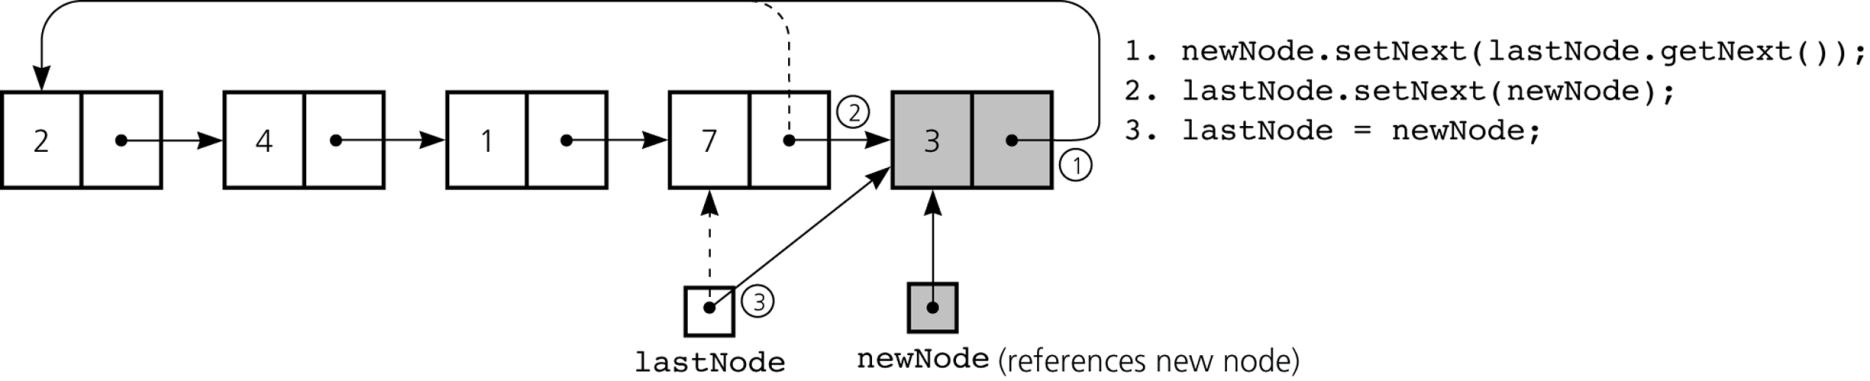 1. newNode.setNext(lastNode.getNext());
2. lastNode.setNext(newNode);
3. lastNode = newNode;
2 4 1 7 2 3
1
3
lastNode newNode (references new node)